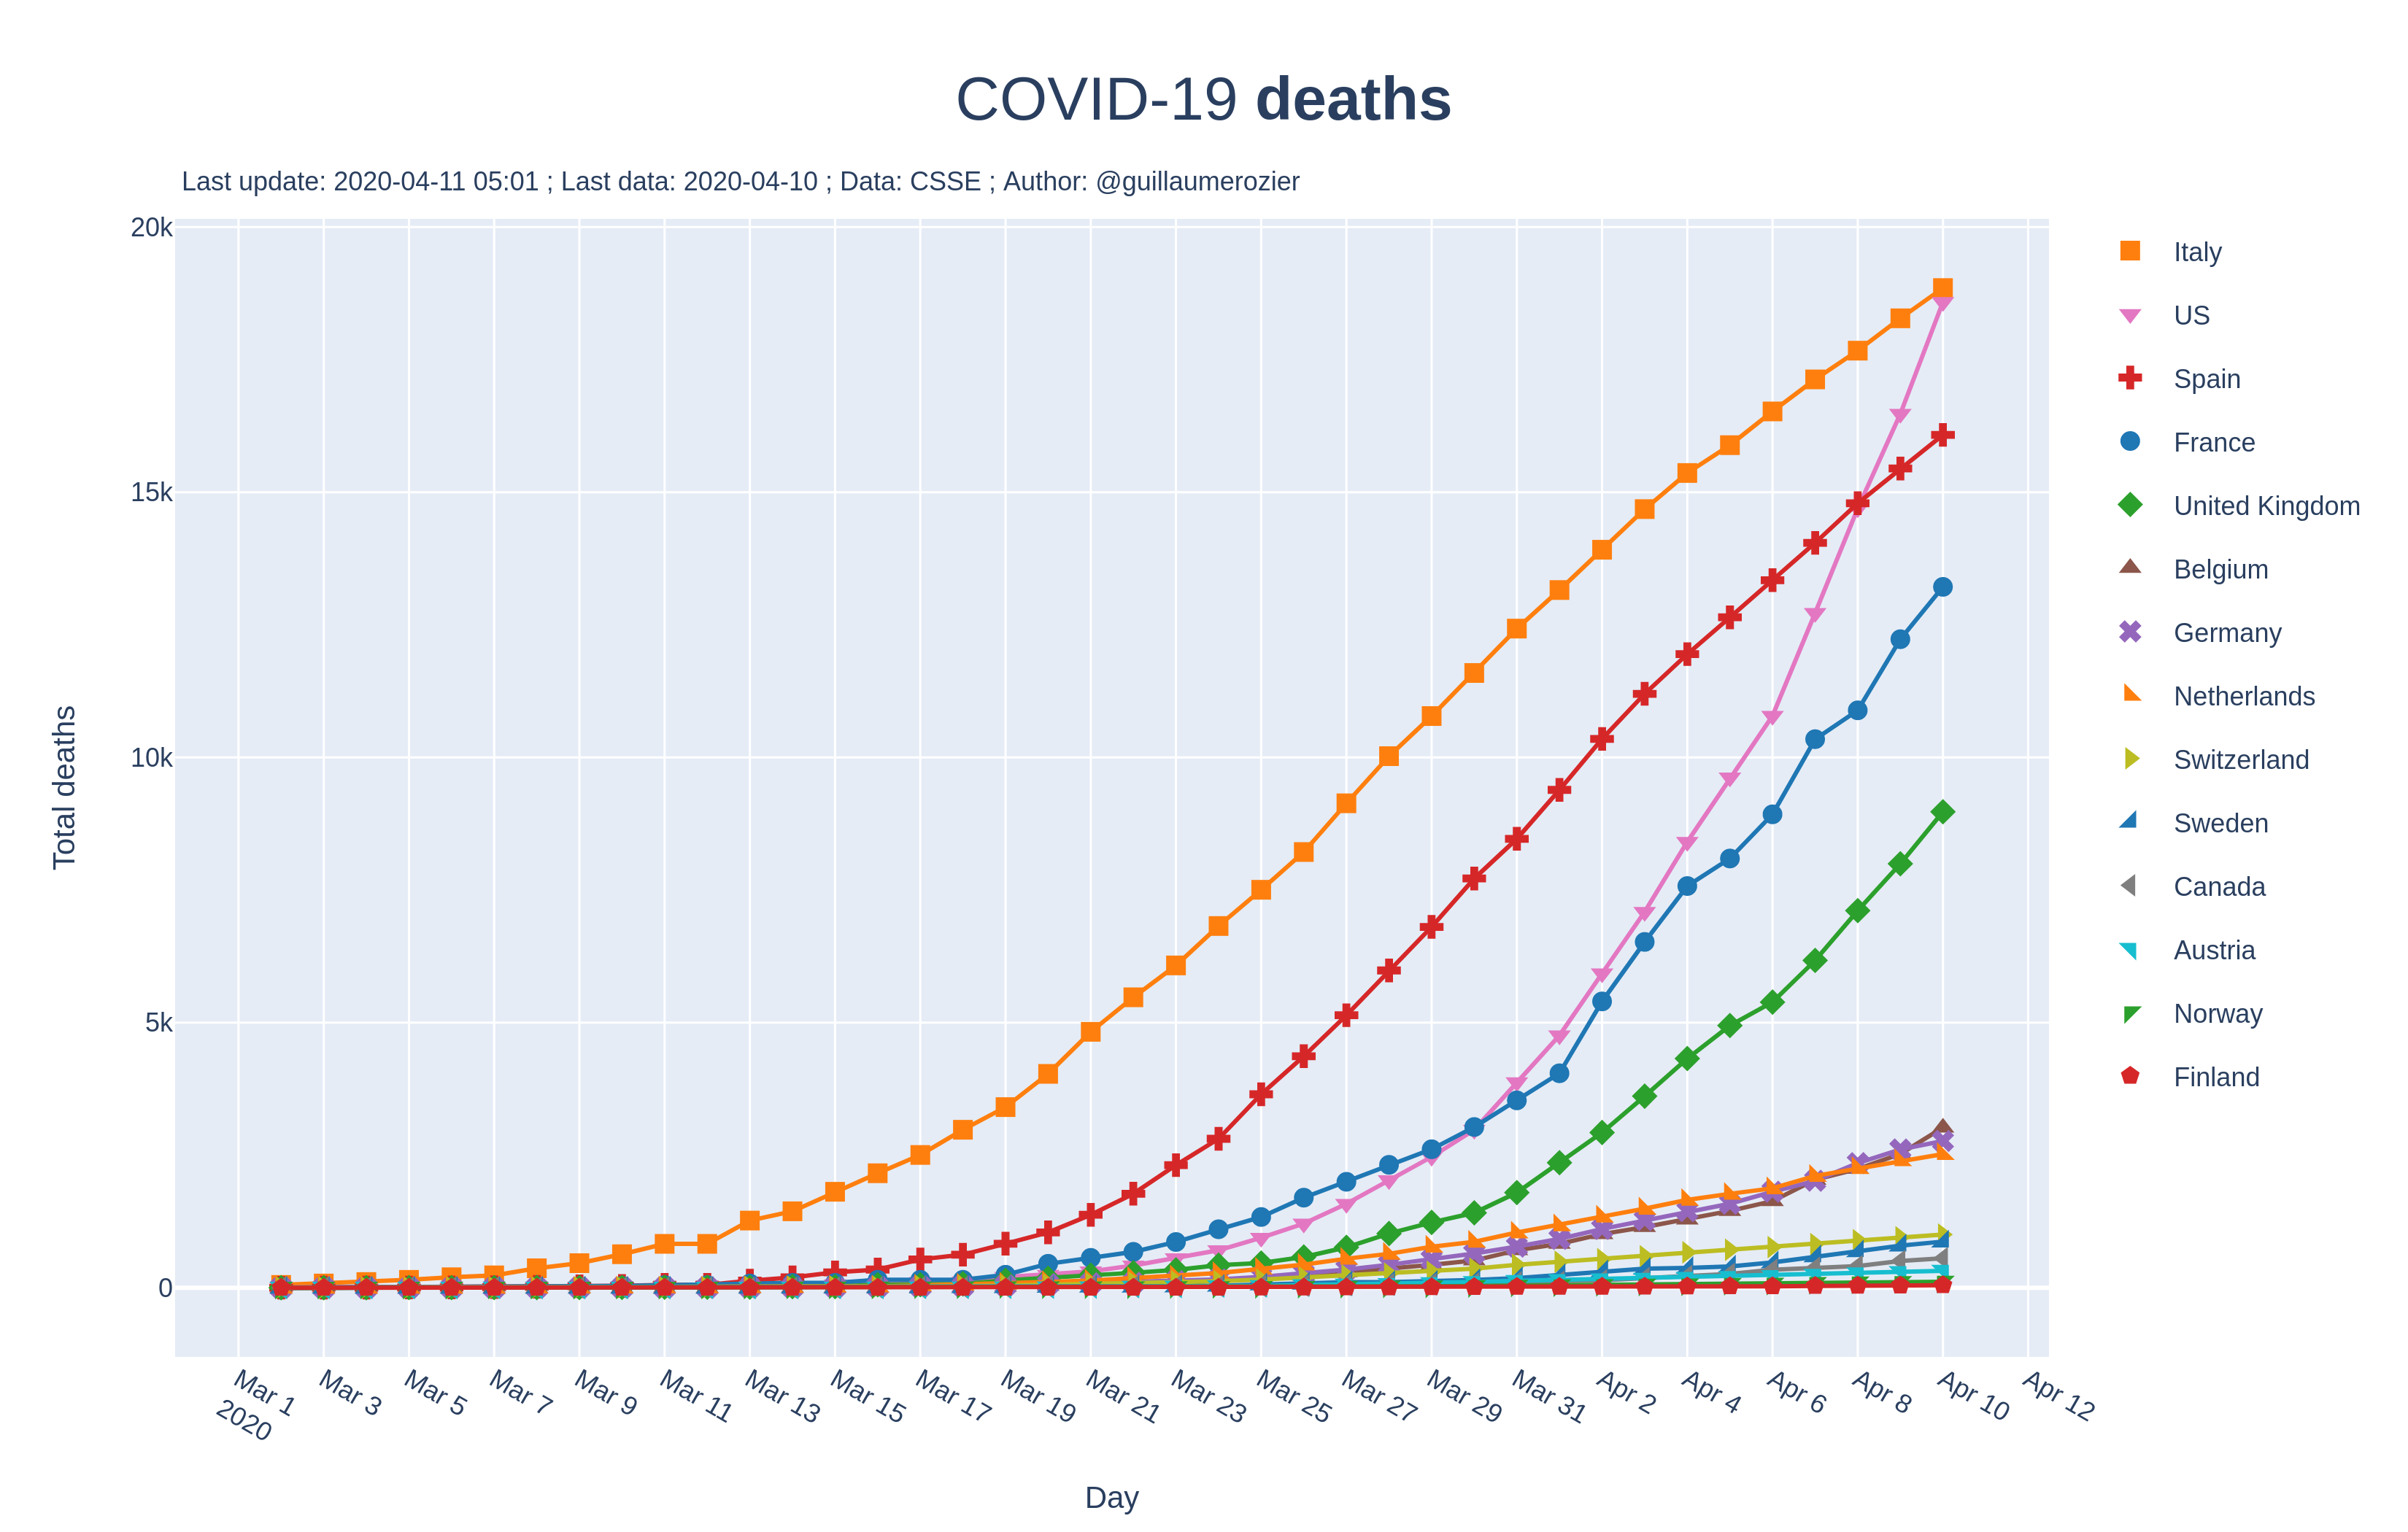 COVID-19 deaths
Last update: 2020-04-11 05:01 ; Last data: 2020-04-10 ; Data: CSSE ; Author: @guillaumerozier
20k
15k
10k
5k
0
Total deaths
Mar 1
2020
Mar 3
Mar 5
Mar 7
Mar 9
Mar 11
Mar 13
Mar 15
Mar 17
Mar 19
Mar 21
Mar 23
Mar 25
Mar 27
Mar 29
Mar 31
Apr 2
Apr 4
Apr 6
Apr 8
Apr 10
Apr 12
Day
Italy
US
Spain
France
United Kingdom
Belgium
Germany
Netherlands
Switzerland
Sweden
Canada
Austria
Norway
Finland